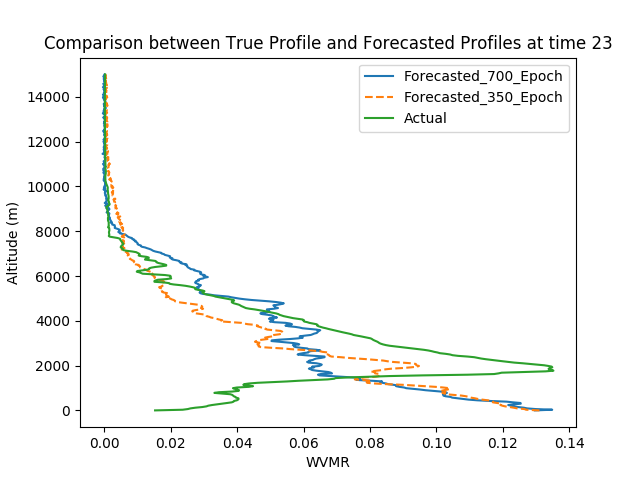 Comparison between True Profile and Forecasted Profiles at time 23
Forecasted_700_Epoch
Forecasted_350_Epoch
Actual
14000
12000
10000
8000
6000
4000
2000
0
Altitude (m)
0.00 0.02 0.04 0.06 0.08 0.10 0.12 0.14
WVMR